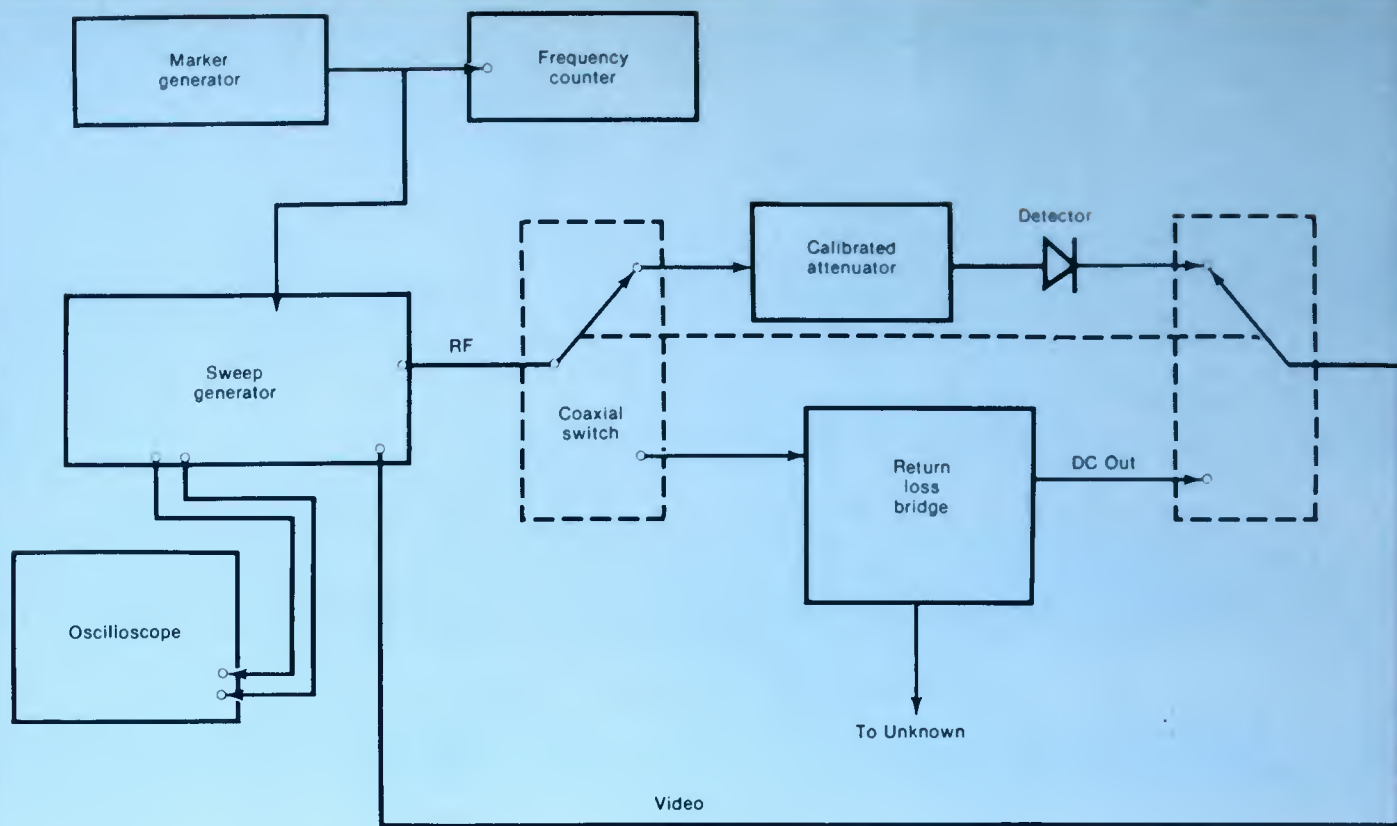 Marker
generator
Frequency
counter
Detector
Calibrated
attenuator
RF
Sweep
generator
Coaxial
switch
Return
loss
bridge
DC Out
Oscilloscope
To Unknown
Video